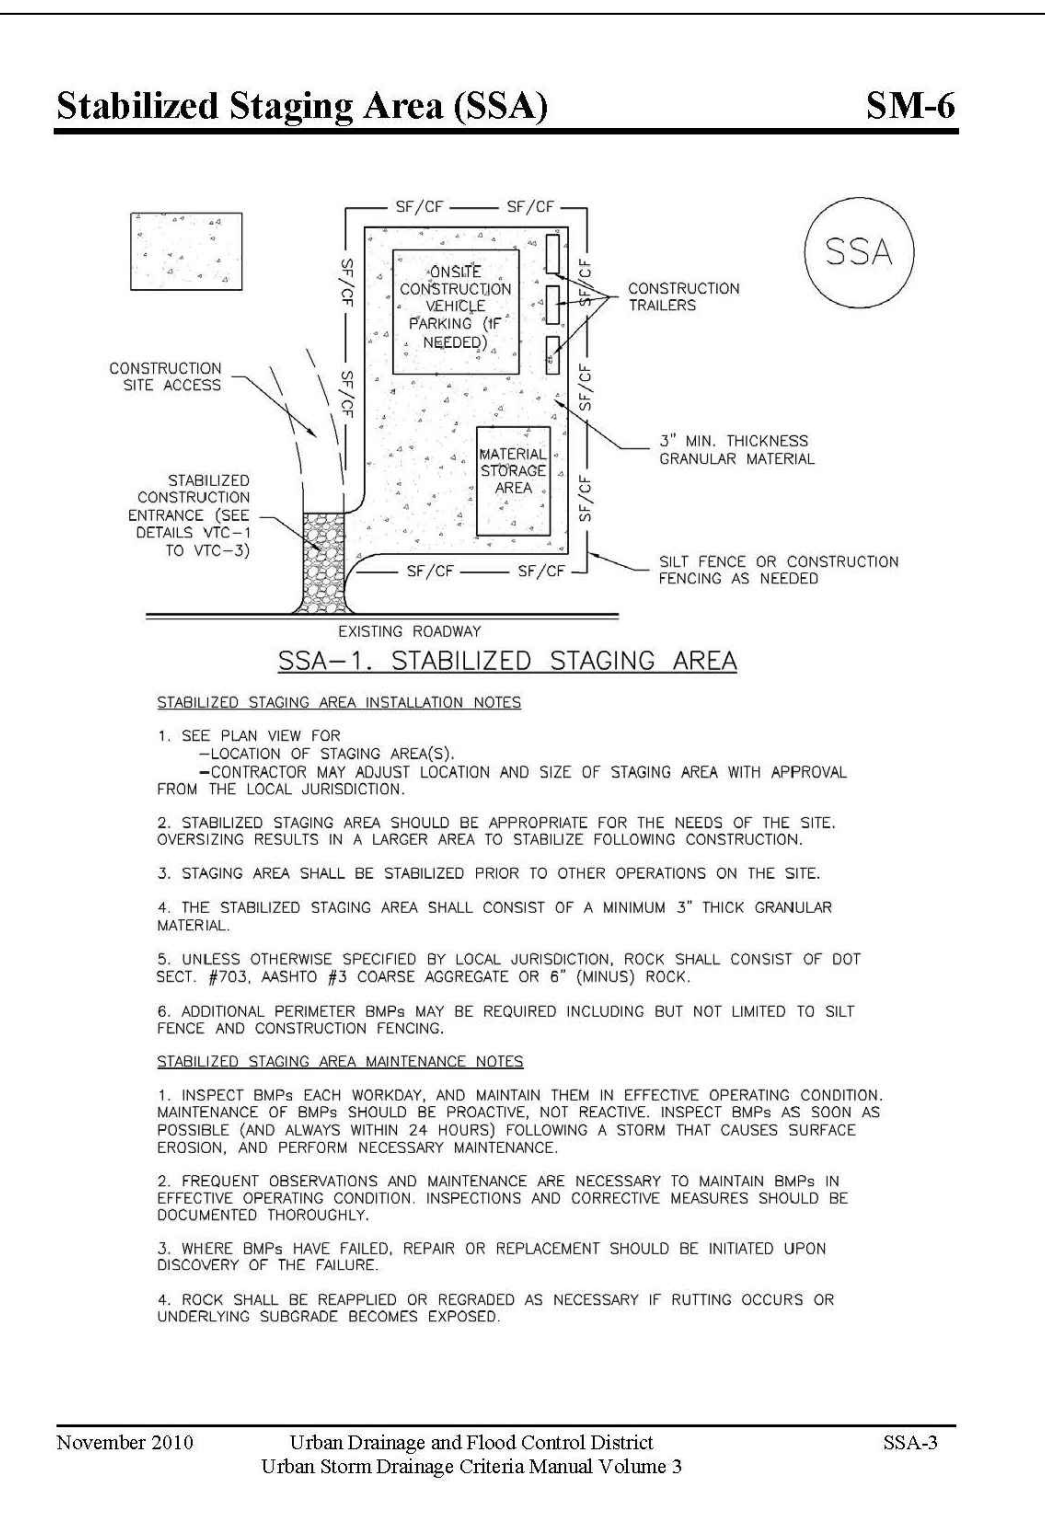 Stabilized Staging Area (SSA) SM-6
SF/CF SF/CF
SSA
SF/CF
SF/CF
ONSITE
CONSTRUCTION
VEHICLE
PARKING (IF
NEEDED)
CONSTRUCTION
TRAILERS
CONSTRUCTION
SITE ACCESS
SF/CF
SF/CF
3" MIN. THICKNESS
GRANULAR MATERIAL
MATERIAL
STORAGE
AREA
SF/CF
STABILIZED
CONSTRUCTION
ENTRANCE (SEE
DETAILS VTC-1
TO VTC-3)
SF/CF SF/CF
SILT FENCE OR CONSTRUCTION
FENCING AS NEEDED
EXISTING ROADWAY
SSA-1. STABILIZED STAGING AREA
STABILIZED STAGING AREA INSTALLATION NOTES
1. SEE PLAN VIEW FOR
-LOCATION OF STAGING AREA(S).
-CONTRACTOR MAY ADJUST LOCATION AND SIZE OF STAGING AREA WITH APPROVAL
FROM THE LOCAL JURISDICTION.
2. STABILIZED STAGING AREA SHOULD BE APPROPRIATE FOR THE NEEDS OF THE SITE.
OVERSIZING RESULTS IN A LARGER AREA TO STABILIZE FOLLOWING CONSTRUCTION.
3. STAGING AREA SHALL BE STABILIZED PRIOR TO OTHER OPERATIONS ON THE SITE.
4. THE STABILIZED STAGING AREA SHALL CONSIST OF A MINIMUM 3" THICK GRANULAR
MATERIAL.
5. UNLESS OTHERWISE SPECIFIED BY LOCAL JURISDICTION, ROCK SHALL CONSIST OF DOT
SECT. #703, AASHTO #3 COARSE AGGREGATE OR 6" (MINUS) ROCK.
6. ADDITIONAL PERIMETER BMPs MAY BE REQUIRED INCLUDING BUT NOT LIMITED TO SILT
FENCE AND CONSTRUCTION FENCING.
STABILIZED STAGING AREA MAINTENANCE NOTES
1. INSPECT BMPs EACH WORKDAY, AND MAINTAIN THEM IN EFFECTIVE OPERATING CONDITION.
MAINTENANCE OF BMPs SHOULD BE PROACTIVE, NOT REACTIVE. INSPECT BMPs AS SOON AS
POSSIBLE (AND ALWAYS WITHIN 24 HOURS) FOLLOWING A STORM THAT CAUSES SURFACE
EROSION, AND PERFORM NECESSARY MAINTENANCE.
2. FREQUENT OBSERVATIONS AND MAINTENANCE ARE NECESSARY TO MAINTAIN BMPs IN
EFFECTIVE OPERATING CONDITION. INSPECTIONS AND CORRECTIVE MEASURES SHOULD BE
DOCUMENTED THOROUGHLY.
3. WHERE BMPs HAVE FAILED, REPAIR OR REPLACEMENT SHOULD BE INITIATED UPON
DISCOVERY OF THE FAILURE.
4. ROCK SHALL BE REAPPLIED OR REGRADED AS NECESSARY IF RUTTING OCCURS OR
UNDERLYING SUBGRADE BECOMES EXPOSED.
November 2010 Urban Drainage and Flood Control District SSA-3
Urban Storm Drainage Criteria Manual Volume 3